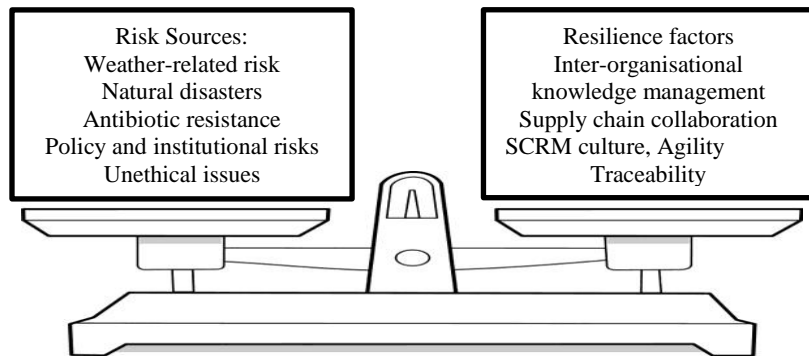 Risk Sources:
Weather-related risk
Natural disasters
Antibiotic resistance
Policy and institutional risks
Unethical issues
Resilience factors
Inter-organisational
knowledge management
Supply chain collaboration
SCRM culture, Agility
Traceability